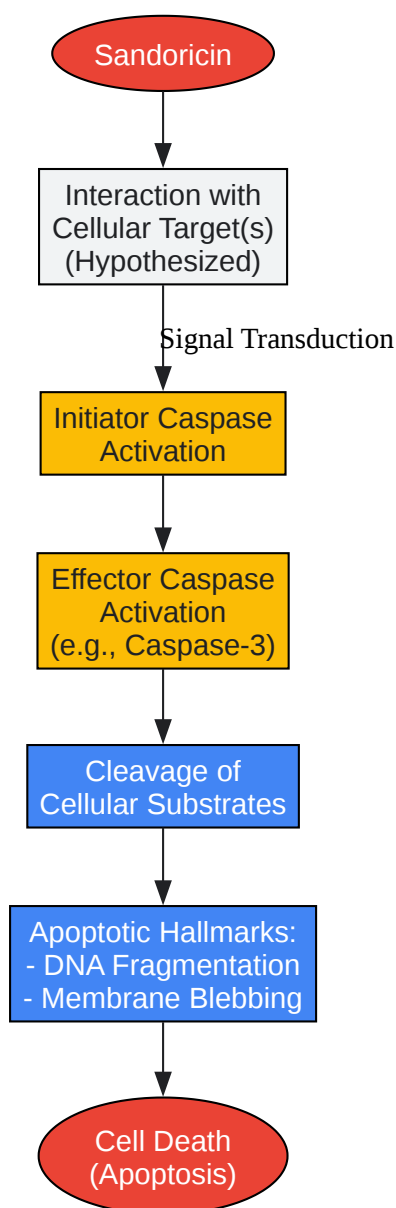 Sandoricin
Interaction with
Cellular Target(s)
(Hypothesized)
Signal Transduction
Initiator Caspase
Activation
Effector Caspase
Activation
(e.g., Caspase-3)
Cleavage of
Cellular Substrates
Apoptotic Hallmarks:
- DNA Fragmentation
- Membrane Blebbing
Cell Death
(Apoptosis)